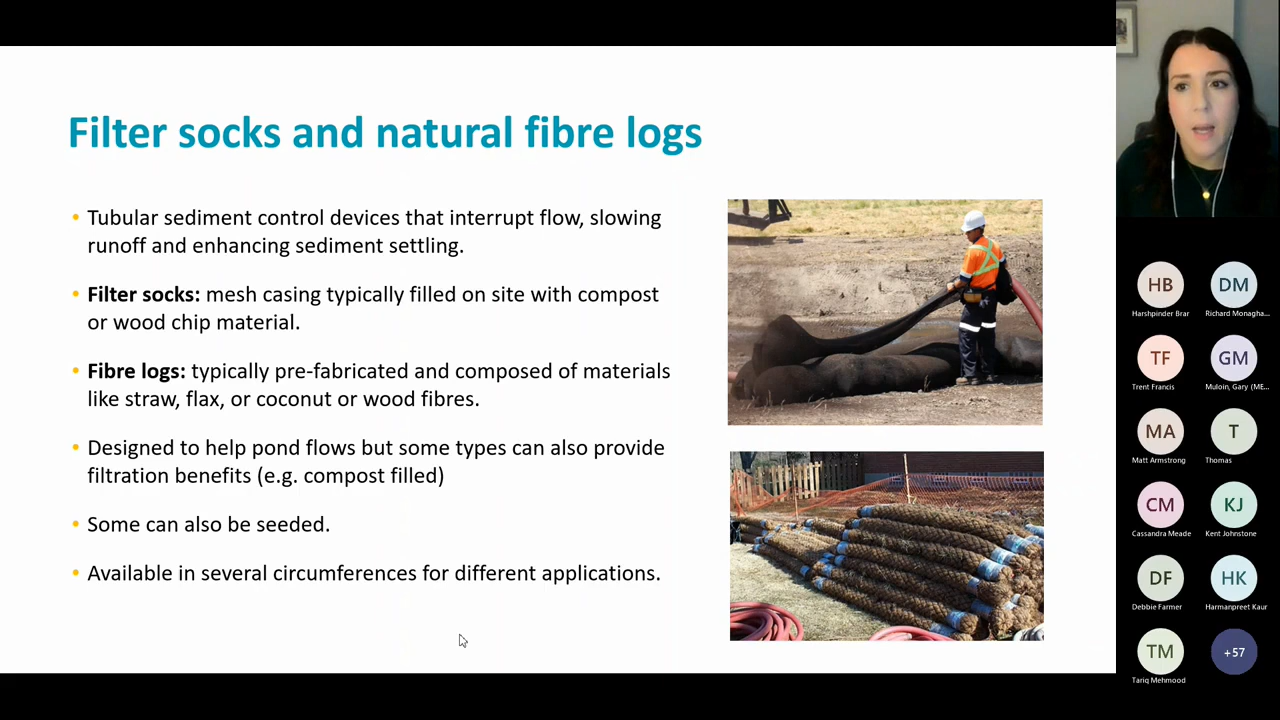 Filter socks and natural fibre logs
• Tubular sediment control devices that interrupt flow, slowing
runoff and enhancing sediment settling.
• Filter socks: mesh casing typically filled on site with compost
or wood chip material.
• Fibre logs: typically pre-fabricated and composed of materials
like straw, flax, or coconut or wood fibres.
• Designed to help pond flows but some types can also provide
filtration benefits (e.g. compost filled)
• Some can also be seeded.
• Available in several circumferences for different applications.
HB DM
Harshpinder Brar Richard Monagha...
TF GM
Trent Francis Muloin, Gary (ME...
MA T
Matt Armstrong Thomas
CM KJ
Cassandra Meade Kent Johnstone
DF HK
Debbie Farmer Harmanpreet Kaur
TM +57
Tariq Mehmood